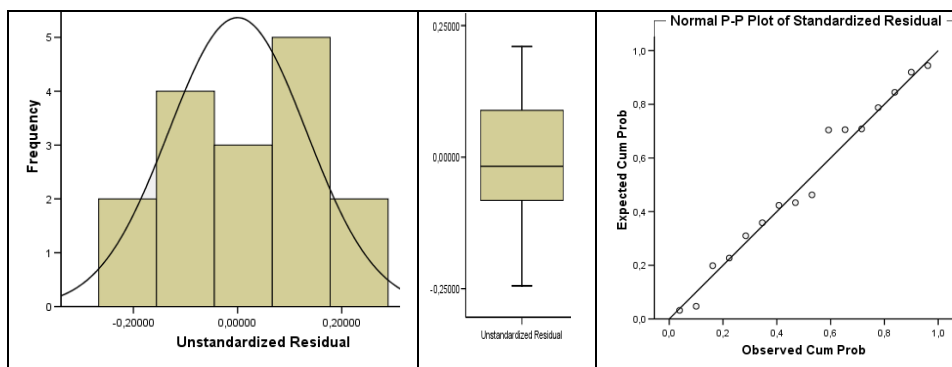 5
4
3
2
1
0
Frequency
-0,20000 0,00000 0,20000
Unstandardized Residual
0,25000
0,00000
-0,25000
Unstandardized Residual
Normal P-P Plot of Standardized Residual
1,0
0,8
0,6
0,4
0,2
0,0
Expected Cum Prob
0,0 0,2 0,4 0,6 0,8 1,0
Observed Cum Prob